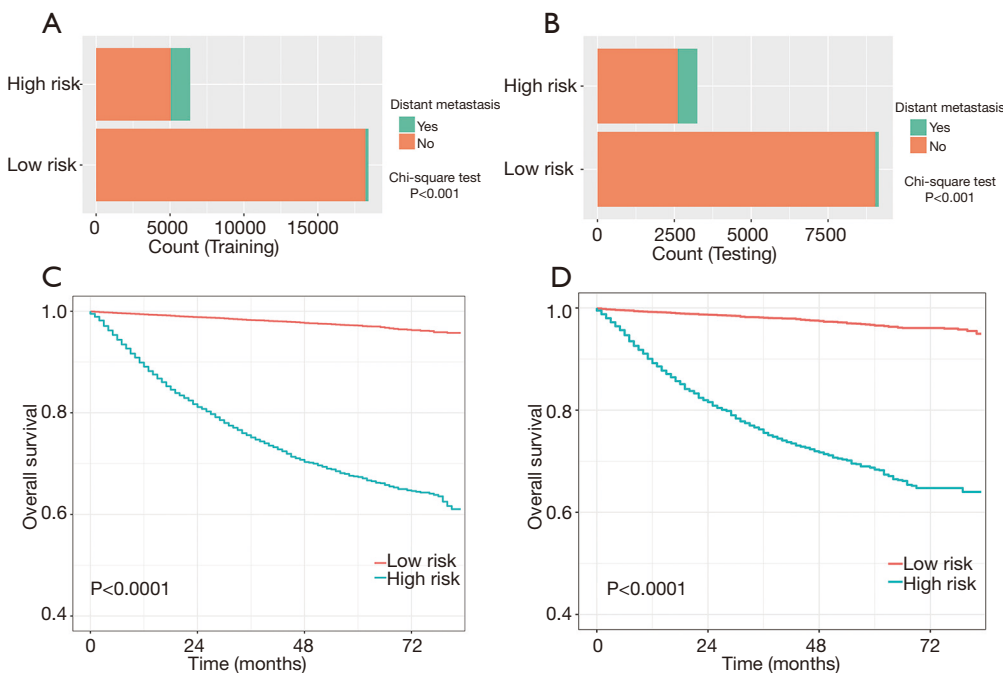 A
High risk
Low risk
0 5000 10000 15000
Count (Training)
Distant metastasis
Yes
No
Chi-square test
P<0.001
B
High risk
Low risk
0 2500 5000 7500
Count (Testing)
Distant metastasis
Yes
No
Chi-square test
P<0.001
C
Overall survival
1.0
0.8
0.6
0.4
Low risk
High risk
P<0.0001
0 24 48 72
Time (months)
D
Overall survival
1.0
0.8
0.6
0.4
Low risk
High risk
P<0.0001
0 24 48 72
Time (months)